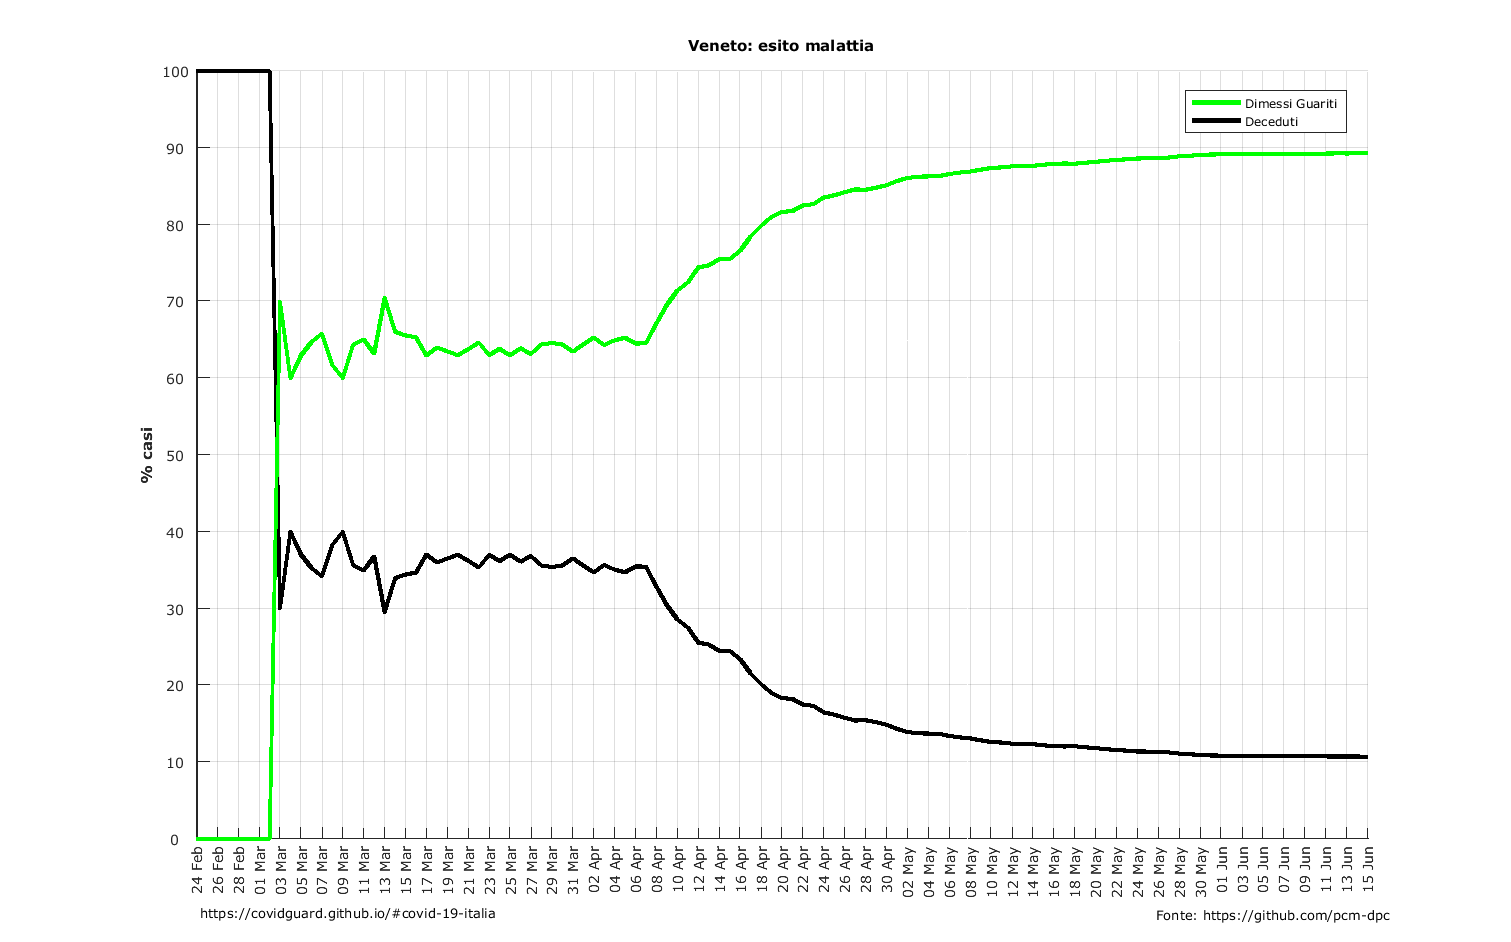 Veneto: esito malattia
Dimessi Guariti
Deceduti
% casi
100
90
80
70
60
50
40
30
20
10
0
24 Feb
26 Feb
28 Feb
01 Mar
03 Mar
05 Mar
07 Mar
09 Mar
11 Mar
13 Mar
15 Mar
17 Mar
19 Mar
21 Mar
23 Mar
25 Mar
27 Mar
29 Mar
31 Mar
02 Apr
04 Apr
06 Apr
08 Apr
10 Apr
12 Apr
14 Apr
16 Apr
18 Apr
20 Apr
22 Apr
24 Apr
26 Apr
28 Apr
30 Apr
02 May
04 May
06 May
08 May
10 May
12 May
14 May
16 May
18 May
20 May
22 May
24 May
26 May
28 May
30 May
01 Jun
03 Jun
05 Jun
07 Jun
09 Jun
11 Jun
13 Jun
15 Jun
https://covidguard.github.io/#covid-19-italia
Fonte: https://github.com/pcm-dpc